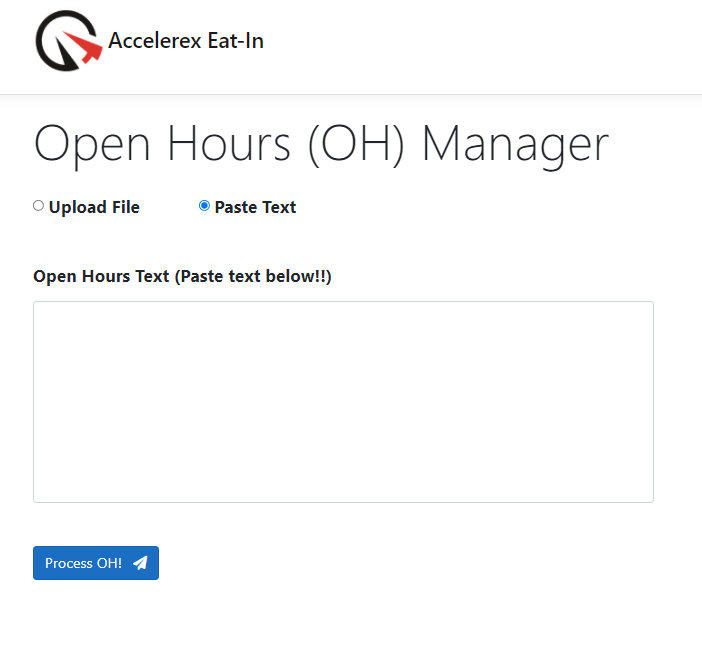 Accelerex Eat-In
Open Hours (OH) Manager
Upload File Paste Text
Open Hours Text (Paste text below!!)
Process OH!